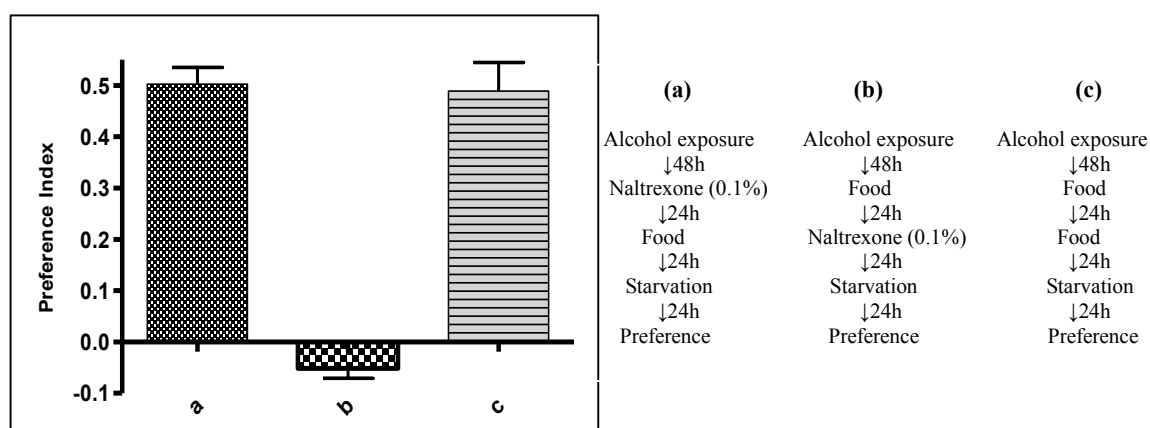 Preference Index
0.5
0.4
0.3
0.2
0.1
0.0
-0.1
a
b
c
(a) (b) (c)
Alcohol exposure Alcohol exposure Alcohol exposure
↓48h ↓48h ↓48h
Naltrexone (0.1%) Food Food
↓24h ↓24h ↓24h
Food Naltrexone (0.1%) Food
↓24h ↓24h ↓24h
Starvation Starvation Starvation
↓24h ↓24h ↓24h
Preference Preference Preference